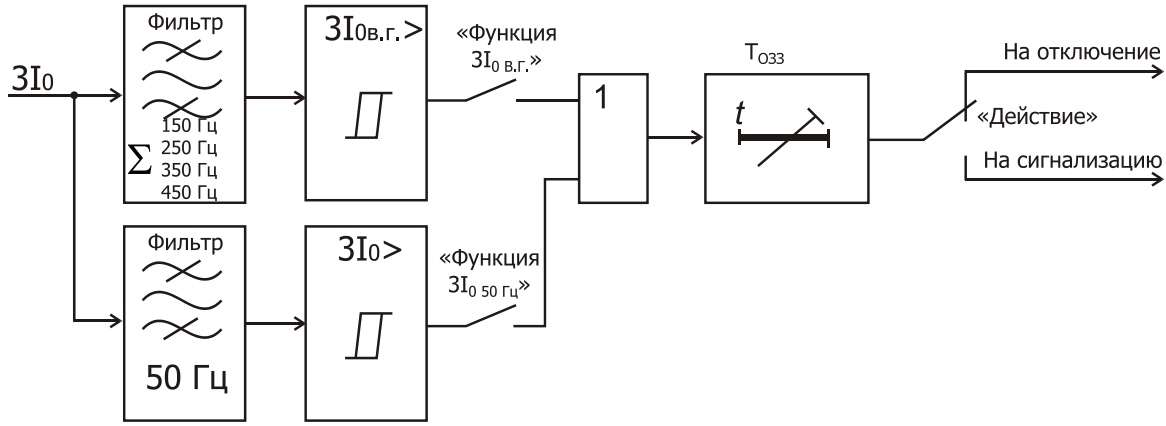 3I0
Фильтр
Σ
150 Гц
250 Гц
350 Гц
450 Гц
3I0в.г.>
«Функция
3I0 В.Г.»
1
TОЗЗ
t
На отключение
«Действие»
На сигнализацию
Фильтр
50 Гц
3I0>
«Функция
3I0 50 Гц»